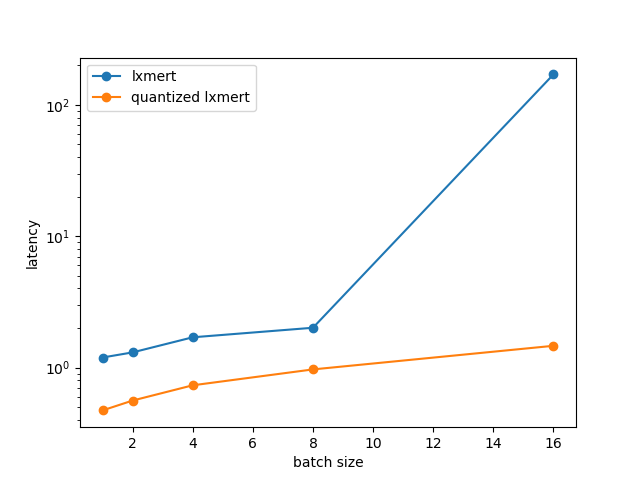 lxmert
quantized lxmert
10²
10¹
10⁰
latency
2 4 6 8 10 12 14 16
batch size